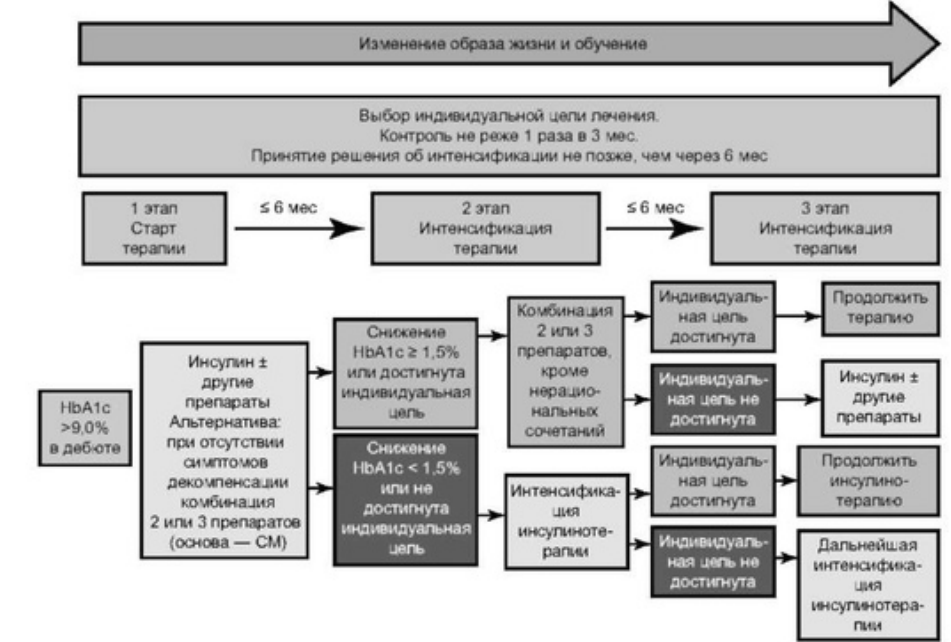 Изменение образа жизни и обучение
Выбор индивидуальной цели лечения.
Контроль не реже 1 раза в 3 мес.
Принятие решения об интенсификации не позже, чем через 6 мес
1 этап
Старт
терапии
≤ 6 мес
2 этап
Интенсификация
терапии
≤ 6 мес
3 этап
Интенсификация
терапии
HbA1c
>9,0%
в дебюте
Инсулин ±
другие
препараты
Альтернатива:
при отсутствии
симптомов
декомпенсации
комбинация
2 или 3 препаратов
(основа — СМ)
Снижение
HbA1c ≥ 1,5%
или достигнута
индивидуальная
цель
Комбинация
2 или 3
препаратов,
кроме
нерацио-
нальных
сочетаний
Индивидуаль-
ная цель
достигнута
Продолжить
терапию
Индивидуаль-
ная цель не
достигнута
Инсулин ±
другие
препараты
Снижение
HbA1c < 1,5%
или не
достигнута
индивидуальная
цель
Интенсифика-
ция
инсулиноте-
рапии
Индивидуаль-
ная цель
достигнута
Продолжить
инсулино-
терапию
Индивидуаль-
ная цель не
достигнута
Дальнейшая
интенсифика-
ция
инсулинотера-
пии